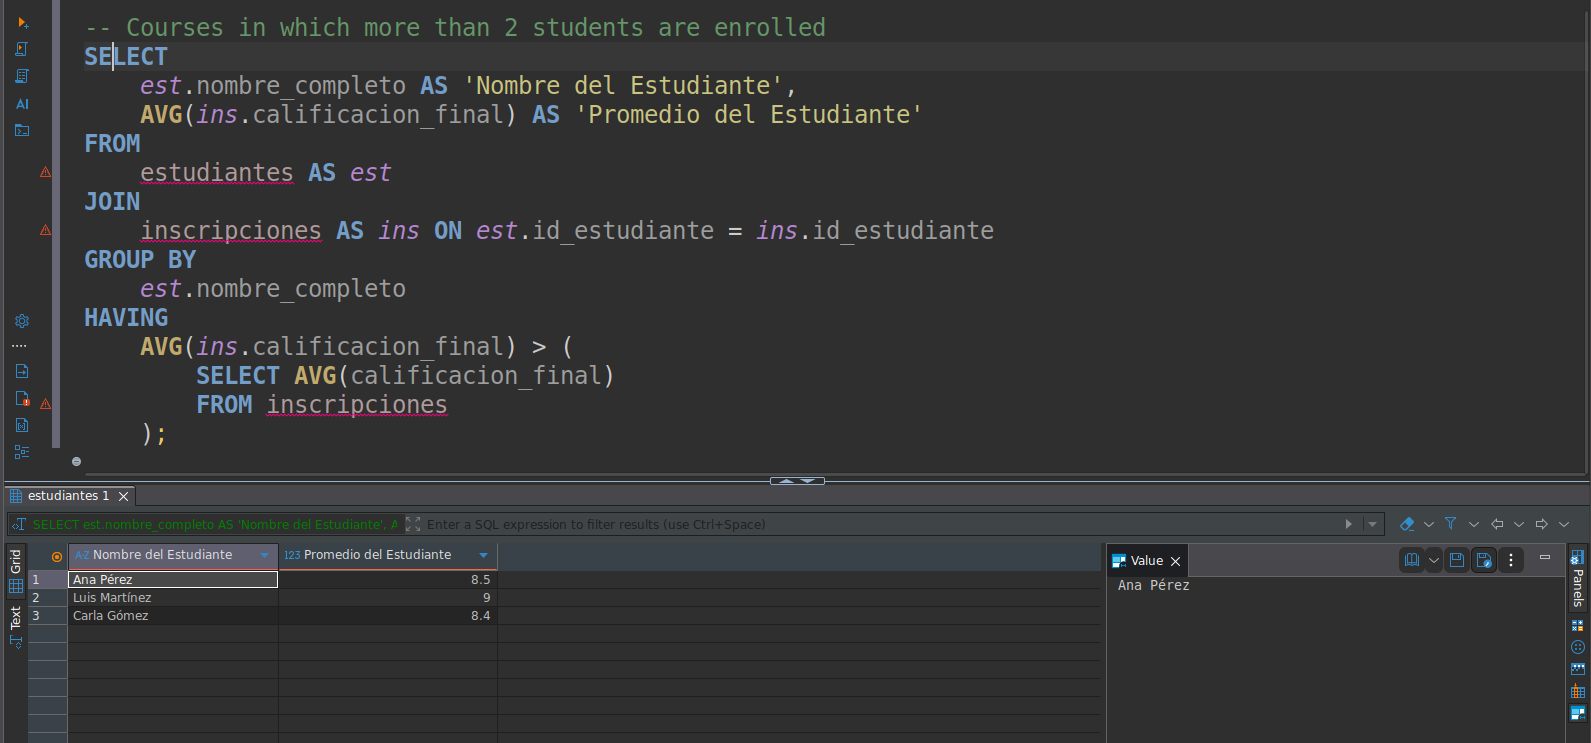 -- Courses in which more than 2 students are enrolled
SELECT
est.nombre_completo AS 'Nombre del Estudiante',
AVG(ins.calificacion_final) AS 'Promedio del Estudiante'
FROM
estudiantes AS est
JOIN
inscripciones AS ins ON est.id_estudiante = ins.id_estudiante
GROUP BY
est.nombre_completo
HAVING
AVG(ins.calificacion_final) > (
SELECT AVG(calificacion_final)
FROM inscripciones
);
AI
estudiantes 1
SELECT est.nombre_completo AS 'Nombre del Estudiante', A
Enter a SQL expression to filter results (use Ctrl+Space)
Grid
Text
A-Z Nombre del Estudiante
123 Promedio del Estudiante
1 Ana Pérez 8.5
2 Luis Martínez 9
3 Carla Gómez 8.4
Value
Ana Pérez
Panels